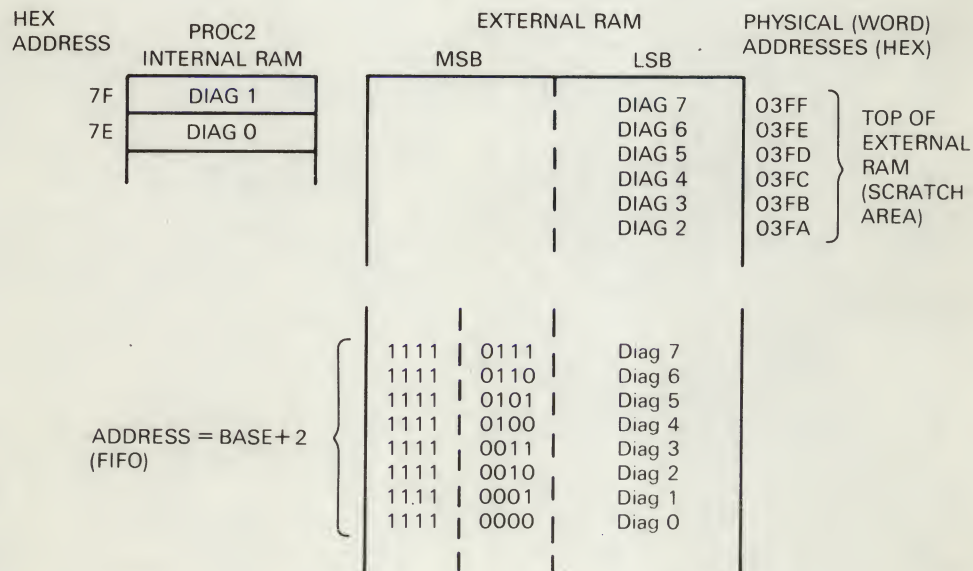 HEX
ADDRESS
PROC2
INTERNAL RAM
7F DIAG 1
7E DIAG 0
EXTERNAL RAM
MSB LSB
PHYSICAL (WORD)
ADDRESSES (HEX)
DIAG 7 03FF
DIAG 6 03FE
DIAG 5 03FD
DIAG 4 03FC
DIAG 3 03FB
DIAG 2 03FA
TOP OF
EXTERNAL
RAM
(SCRATCH
AREA)
ADDRESS = BASE+2
(FIFO)
1111 0111 Diag 7
1111 0110 Diag 6
1111 0101 Diag 5
1111 0100 Diag 4
1111 0011 Diag 3
1111 0010 Diag 2
11.11 0001 Diag 1
1111 0000 Diag 0